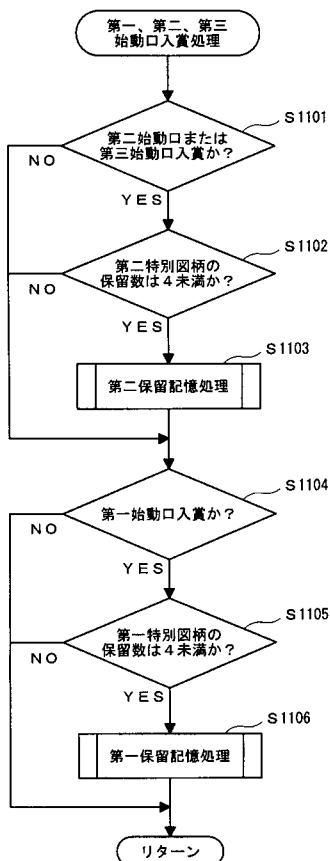 第一、第二、第三
始動口入賞処理
S1101
第二始動口または
第三始動口入賞か？
NO
YES
S1102
第二特別図柄の
保留数は４未満か？
NO
YES
S1103
第二保留記憶処理
S1104
第一始動口入賞か？
NO
YES
S1105
第一特別図柄の
保留数は４未満か？
NO
YES
S1106
第一保留記憶処理
リターン